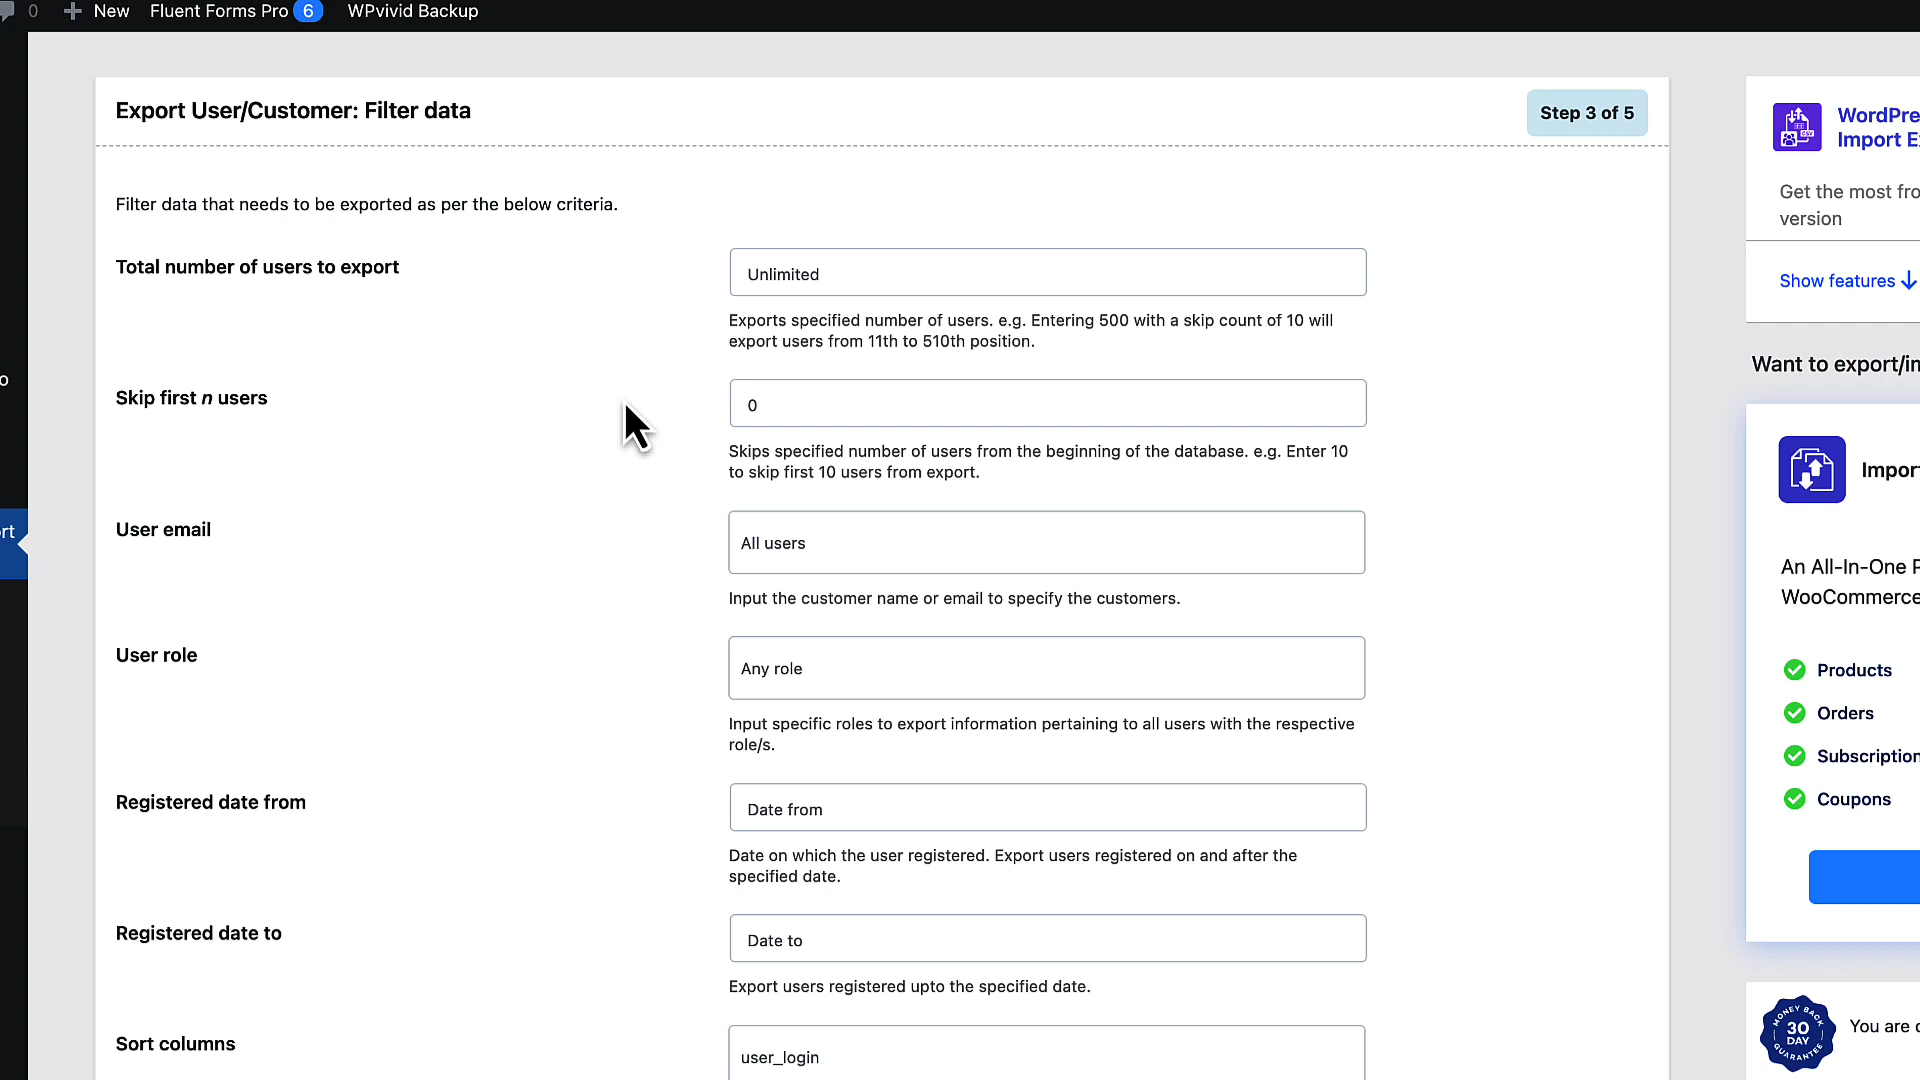 0 New Fluent Forms Pro 6 WPvivid Backup
Export User/Customer: Filter data
Step 3 of 5
Filter data that needs to be exported as per the below criteria.
Total number of users to export
Unlimited
Exports specified number of users. e.g. Entering 500 with a skip count of 10 will
export users from 11th to 510th position.
Skip first n users
0
Skips specified number of users from the beginning of the database. e.g. Enter 10
to skip first 10 users from export.
User email
All users
Input the customer name or email to specify the customers.
User role
Any role
Input specific roles to export information pertaining to all users with the respective
role/s.
Registered date from
Date from
Date on which the user registered. Export users registered on and after the
specified date.
Registered date to
Date to
Export users registered upto the specified date.
Sort columns
user_login
o
rt
WordPre
Import E
Get the most fro
version
Show features
Want to export/i
Impor
An All-In-One P
WooCommerce
Products
Orders
Subscription
Coupons
MONEY BACK
30
DAY
GUARANTEE
You are